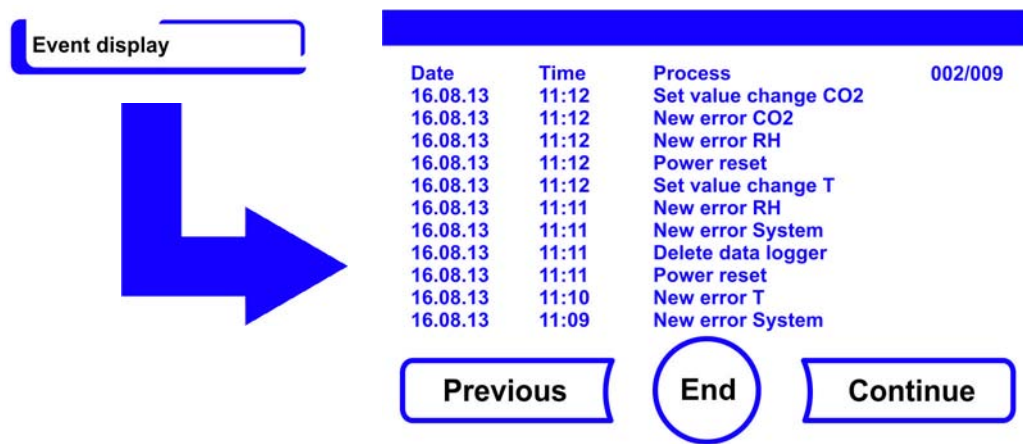 Event display
Date Time Process 002/009
16.08.13 11:12 Set value change CO2
16.08.13 11:12 New error CO2
16.08.13 11:12 New error RH
16.08.13 11:12 Power reset
16.08.13 11:12 Set value change T
16.08.13 11:11 New error RH
16.08.13 11:11 New error System
16.08.13 11:11 Delete data logger
16.08.13 11:11 Power reset
16.08.13 11:10 New error T
16.08.13 11:09 New error System
Previous End Continue